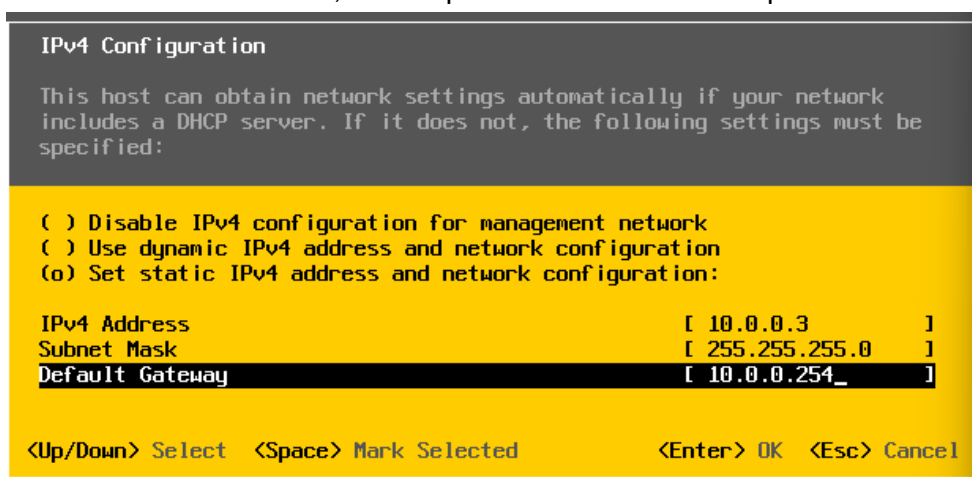 IPv4 Configuration
This host can obtain network settings automatically if your network
includes a DHCP server. If it does not, the following settings must be
specified:
( ) Disable IPv4 configuration for management network
( ) Use dynamic IPv4 address and network configuration
(o) Set static IPv4 address and network configuration:
IPv4 Address [ 10.0.0.3 ]
Subnet Mask [ 255.255.255.0 ]
Default Gateway [ 10.0.0.254_ ]
<Up/Down> Select <Space> Mark Selected <Enter> OK <Esc> Cancel